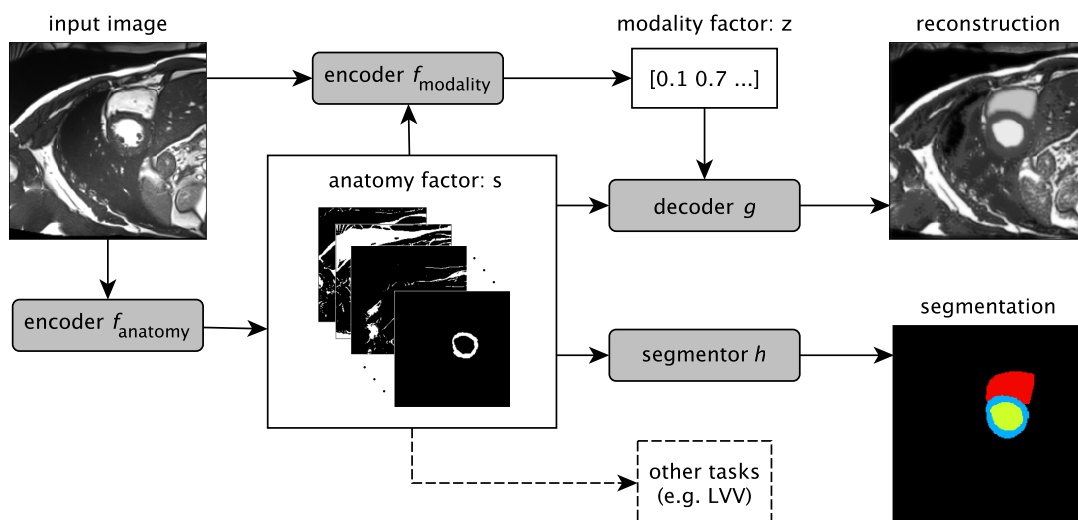 input image
modality factor: z
reconstruction
encoder f_modality
[0.1 0.7 ...]
anatomy factor: s
decoder g
encoder f_anatomy
segmentation
segmentor h
other tasks
(e.g. LVV)